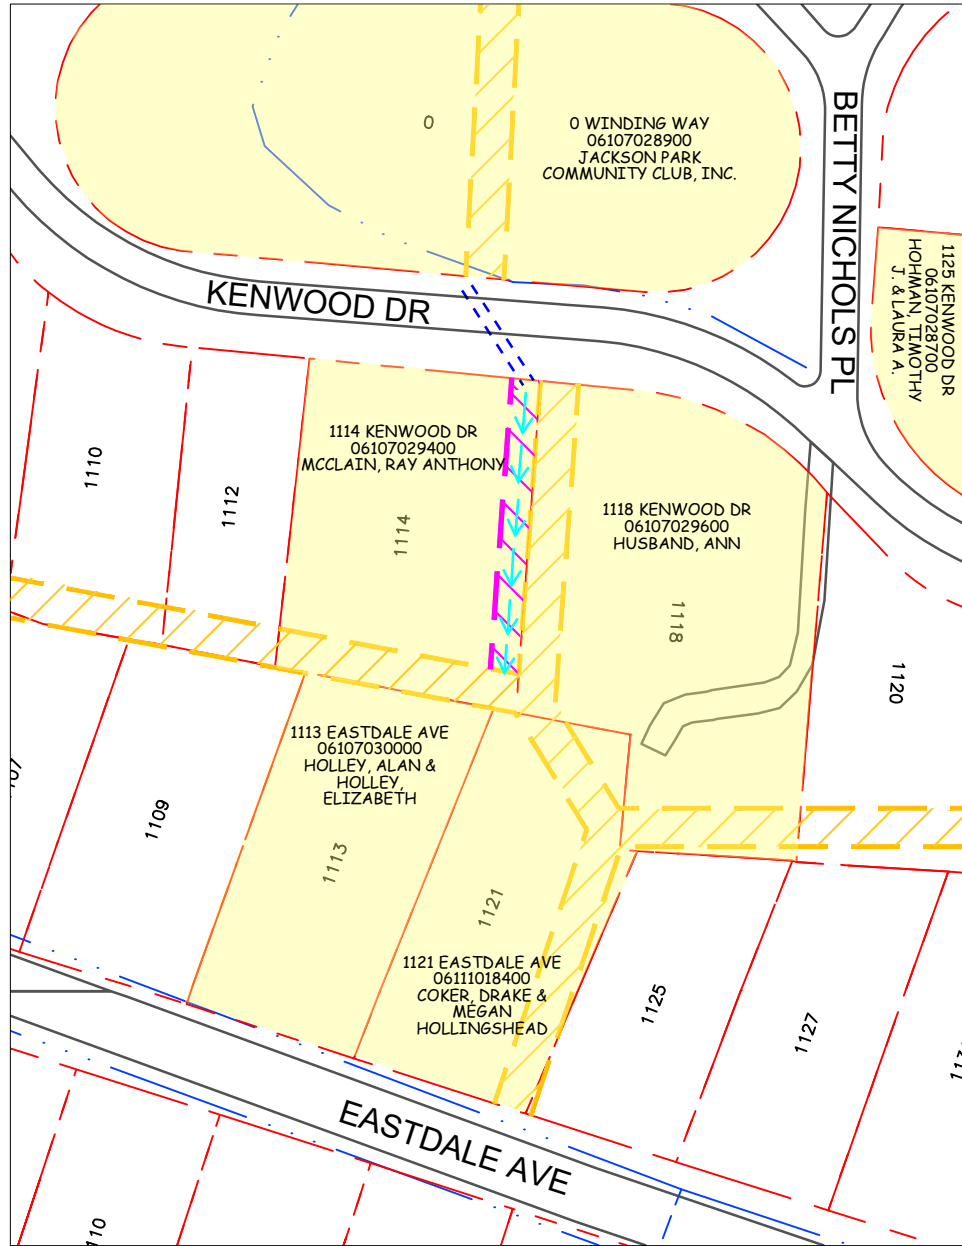 0
0 WINDING WAY
06107028900
JACKSON PARK
COMMUNITY CLUB, INC.
BETTY NICHOLS PL
1125 KENWOOD DR
06107028700
HOHMAN, TIMOTHY
J. & LAURA A.
KENWOOD DR
1110
1112
1114 KENWOOD DR
06107029400
MCCLAIN, RAY ANTHONY
1114
1118 KENWOOD DR
06107029600
HUSBAND, ANN
1118
1120
1113 EASTDALE AVE
06107030000
HOLLEY, ALAN &
HOLLEY,
ELIZABETH
1109
1113
1121
1121 EASTDALE AVE
06111018400
COKER, DRAKE &
MEGAN
HOLLINGSHEAD
1125
1127
EASTDALE AVE